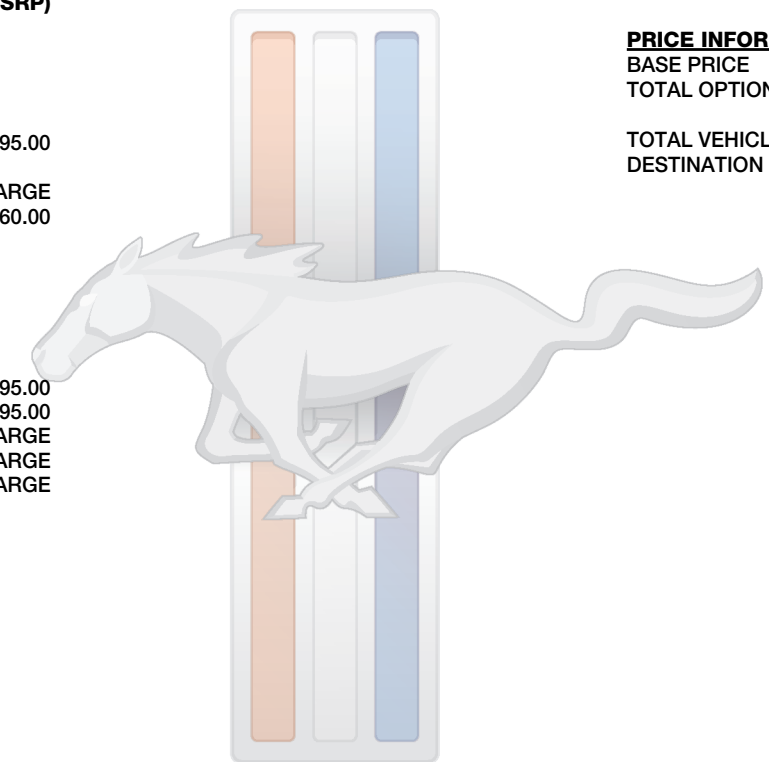 SRP)
95.00
ARGE
60.00
95.00
95.00
ARGE
ARGE
ARGE
PRICE INFOR
BASE PRICE
TOTAL OPTION
TOTAL VEHICL
DESTINATION